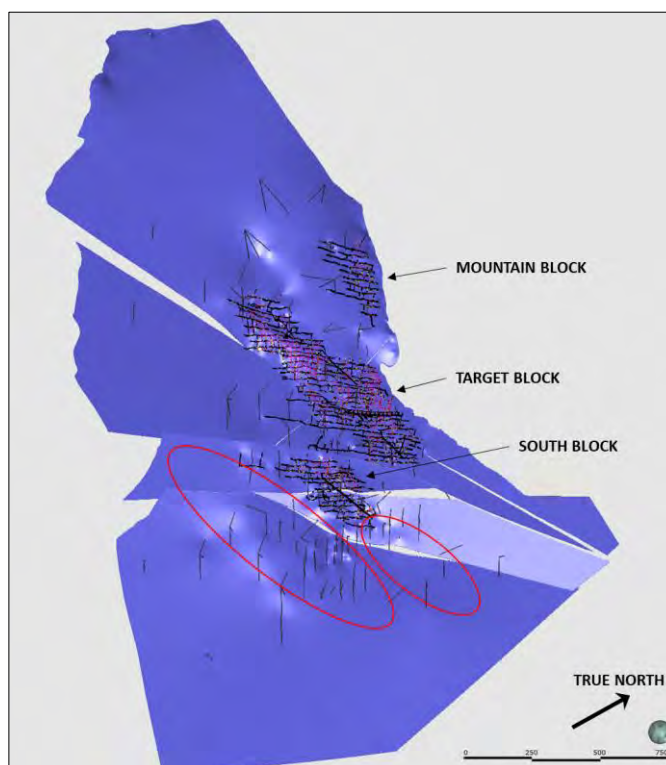 MOUNTAIN BLOCK
TARGET BLOCK
SOUTH BLOCK
TRUE NORTH
0 250 500 750